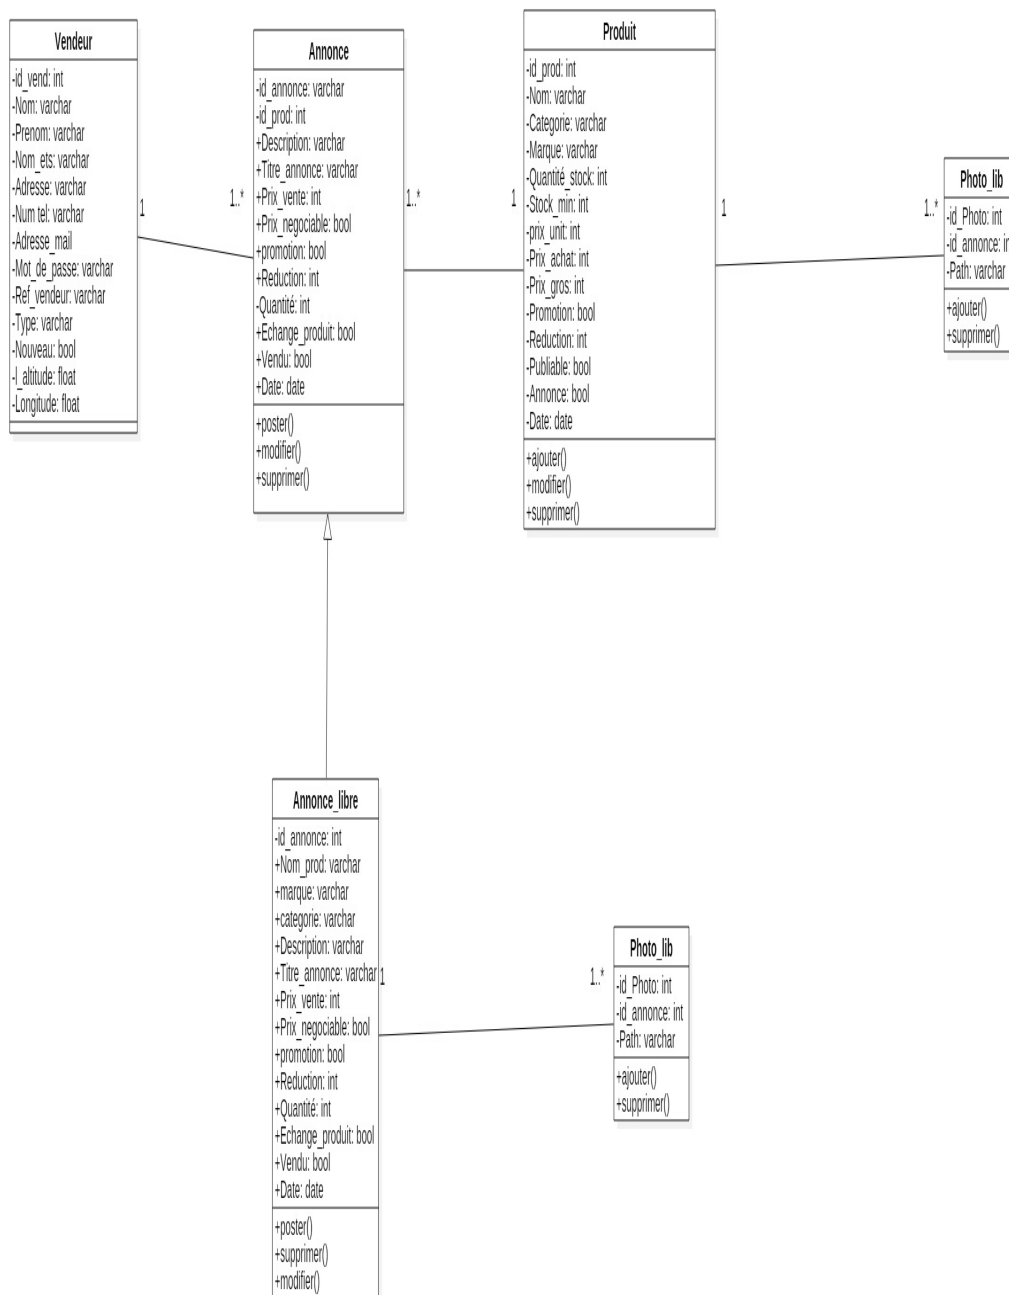 Vendeur
-id_vend: int
-Nom: varchar
-Prenom: varchar
-Nom_ets: varchar
-Adresse: varchar
-Num tel: varchar
-Adresse_mail
-Mot_de_passe: varchar
-Ref_vendeur: varchar
-Type: varchar
-Nouveau: bool
-l_altitude: float
-Longitude: float
1
1..*
Annonce
-id_annonce: varchar
-id_prod: int
+Description: varchar
+Titre_annonce: varchar
+Prix_vente: int
+Prix_negociable: bool
+promotion: bool
+Reduction: int
-Quantité: int
+Echange_produit: bool
+Vendu: bool
+Date: date
+poster()
+modifier()
+supprimer()
1..*
1
Produit
-id_prod: int
-Nom: varchar
-Categorie: varchar
-Marque: varchar
-Quantité_stock: int
-Stock_min: int
-prix_unit: int
-Prix_achat: int
-Prix_gros: int
-Promotion: bool
-Reduction: int
-Publiable: bool
-Annonce: bool
-Date: date
+ajouter()
+modifier()
+supprimer()
1
1..*
Photo_lib
-id_Photo: int
-id_annonce: in
-Path: varchar
+ajouter()
+supprimer()
Annonce_libre
-id_annonce: int
+Nom_prod: varchar
+marque: varchar
+categorie: varchar
+Description: varchar
+Titre_annonce: varchar
+Prix_vente: int
+Prix_negociable: bool
+promotion: bool
+Reduction: int
+Quantité: int
+Echange_produit: bool
+Vendu: bool
+Date: date
+poster()
+supprimer()
+modifier()
1
1..*
Photo_lib
-id_Photo: int
-id_annonce: int
-Path: varchar
+ajouter()
+supprimer()